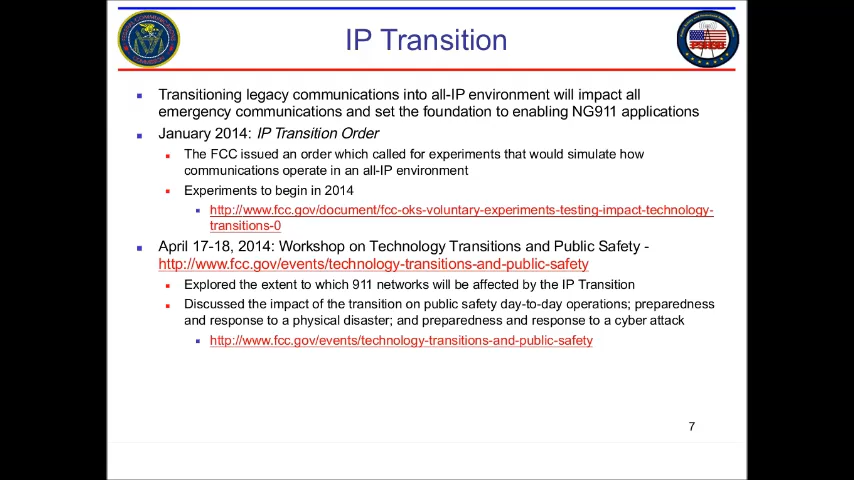 IP Transition
Transitioning legacy communications into all-IP environment will impact all
emergency communications and set the foundation to enabling NG911 applications
January 2014: IP Transition Order
The FCC issued an order which called for experiments that would simulate how
communications operate in an all-IP environment
Experiments to begin in 2014
http://www.fcc.gov/document/fcc-oks-voluntary-experiments-testing-impact-technology-
transitions-0
April 17-18, 2014: Workshop on Technology Transitions and Public Safety -
http://www.fcc.gov/events/technology-transitions-and-public-safety
Explored the extent to which 911 networks will be affected by the IP Transition
Discussed the impact of the transition on public safety day-to-day operations; preparedness
and response to a physical disaster; and preparedness and response to a cyber attack
http://www.fcc.gov/events/technology-transitions-and-public-safety
7